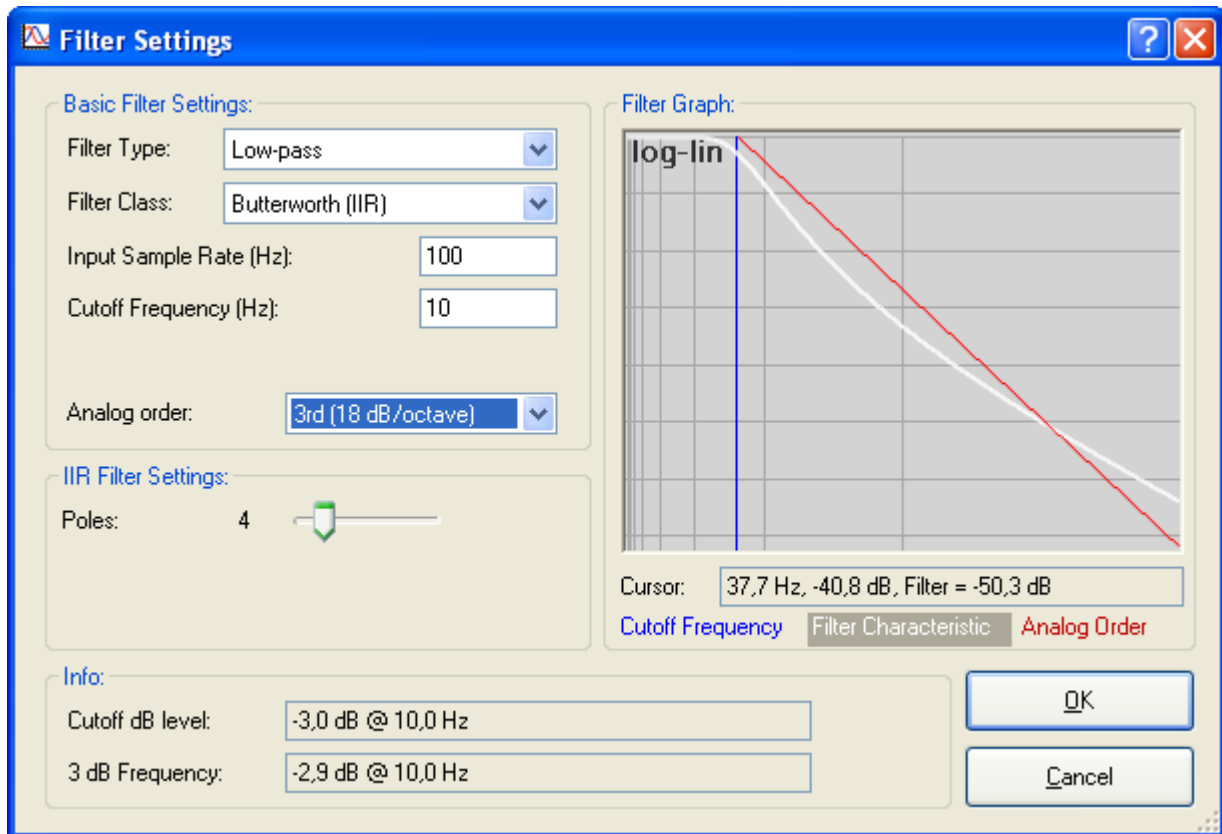 Filter Settings
Basic Filter Settings:
Filter Type: Low-pass
Filter Class: Butterworth (IIR)
Input Sample Rate (Hz): 100
Cutoff Frequency (Hz): 10
Analog order: 3rd (18 dB/octave)
IIR Filter Settings:
Poles: 4
Filter Graph:
log-lin
Cursor: 37,7 Hz, -40,8 dB, Filter = -50,3 dB
Cutoff Frequency Filter Characteristic Analog Order
Info:
Cutoff dB level: -3,0 dB @ 10,0 Hz
3 dB Frequency: -2,9 dB @ 10,0 Hz
OK
Cancel